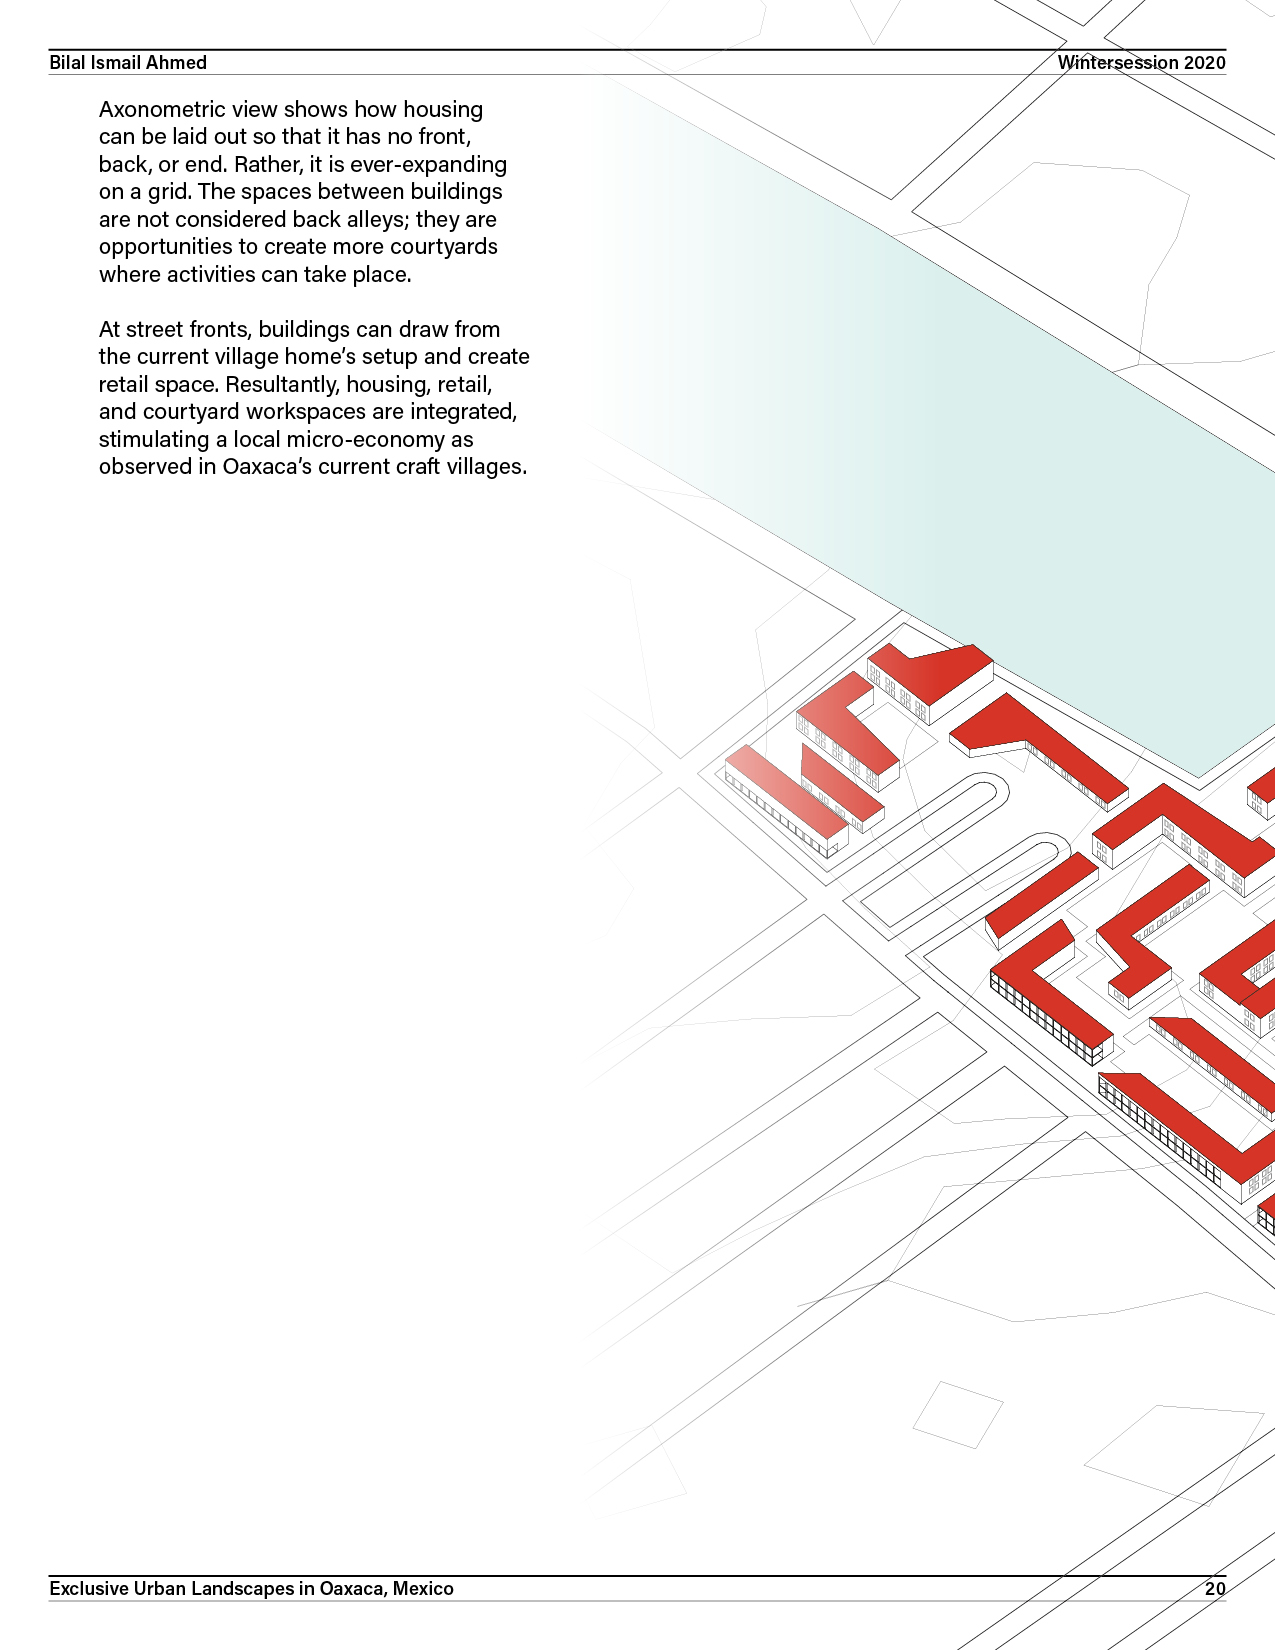 Bilal Ismail Ahmed
Wintersession 2020
Axonometric view shows how housing
can be laid out so that it has no front,
back, or end. Rather, it is ever-expanding
on a grid. The spaces between buildings
are not considered back alleys; they are
opportunities to create more courtyards
where activities can take place.
At street fronts, buildings can draw from
the current village home’s setup and create
retail space. Resultantly, housing, retail,
and courtyard workspaces are integrated,
stimulating a local micro-economy as
observed in Oaxaca’s current craft villages.
Exclusive Urban Landscapes in Oaxaca, Mexico
20